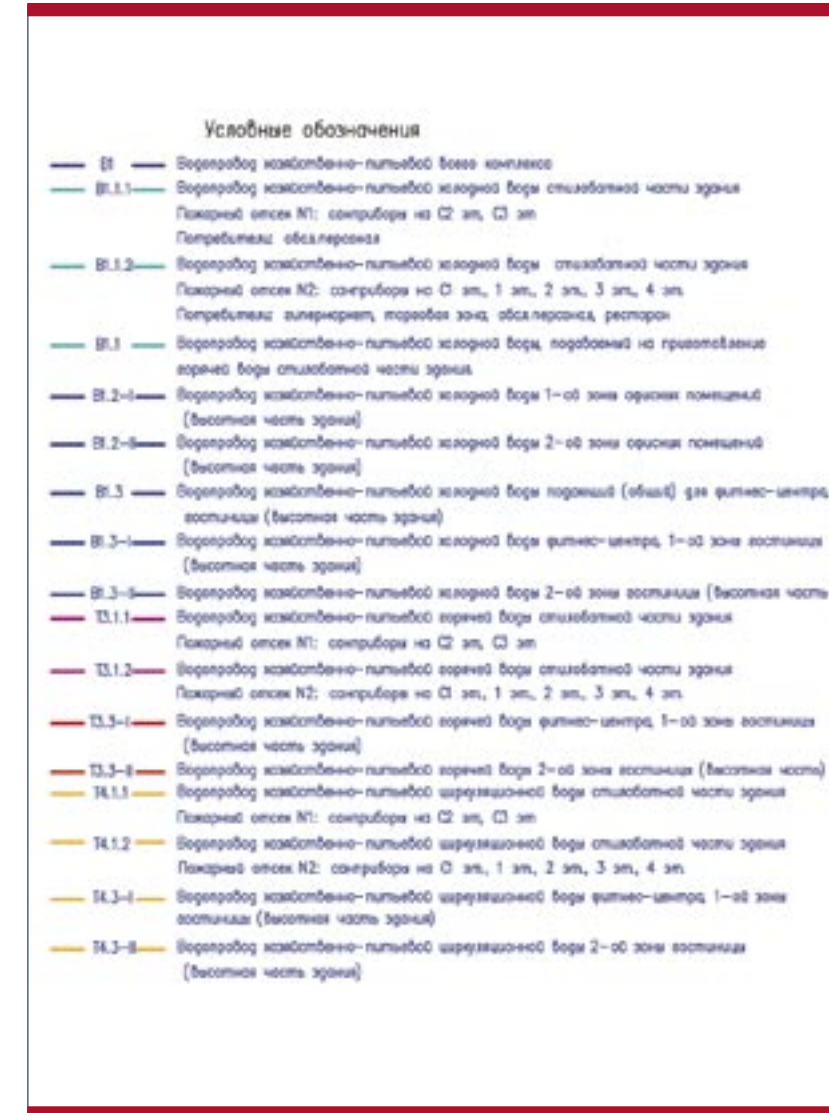 Условные обозначения
В1 Водопровод хозяйственно-питьевой всего комплекса
В1.1.1 Водопровод хозяйственно-питьевой холодной воды стилобатной части здания
Пожарный отсек N1: санприборы на С2 эт, С3 эт
Потребители: обсл.персонал
В1.1.2 Водопровод хозяйственно-питьевой холодной воды стилобатной части здания
Пожарный отсек N2: санприборы на С1 эт., 1 эт., 2 эт., 3 эт., 4 эт.
Потребители: гипермаркет, торговая зона, обсл.персонал, ресторан
В1.1 Водопровод хозяйственно-питьевой холодной воды, подаваемый на приготовление
горячей воды стилобатной части здания.
В1.2-I Водопровод хозяйственно-питьевой холодной воды 1-ой зоны офисных помещений
(высотная часть здания)
В1.2-II Водопровод хозяйственно-питьевой холодной воды 2-ой зоны офисных помещений
(высотная часть здания)
В1.3 Водопровод хозяйственно-питьевой холодной воды подающий (общий) для фитнес-центра,
гостиницы (высотная часть здания)
В1.3-I Водопровод хозяйственно-питьевой холодной воды фитнес-центра, 1-ой зоны гостиницы
(высотная часть здания)
В1.3-II Водопровод хозяйственно-питьевой холодной воды 2-ой зоны гостиницы (высотная часть
Т3.1.1 Водопровод хозяйственно-питьевой горячей воды стилобатной части здания
Пожарный отсек N1: санприборы на С2 эт, С3 эт
Т3.1.2 Водопровод хозяйственно-питьевой горячей воды стилобатной части здания
Пожарный отсек N2: санприборы на С1 эт., 1 эт., 2 эт., 3 эт., 4 эт.
Т3.3-I Водопровод хозяйственно-питьевой горячей воды фитнес-центра, 1-ой зоны гостиницы
(высотная часть здания)
Т3.3-II Водопровод хозяйственно-питьевой горячей воды 2-ой зоны гостиницы (высотная часть)
Т4.1.1 Водопровод хозяйственно-питьевой циркуляционной воды стилобатной части здания
Пожарный отсек N1: санприборы на С2 эт, С3 эт
Т4.1.2 Водопровод хозяйственно-питьевой циркуляционной воды стилобатной части здания
Пожарный отсек N2: санприборы на С1 эт., 1 эт., 2 эт., 3 эт., 4 эт.
Т4.3-I Водопровод хозяйственно-питьевой циркуляционной воды фитнес-центра, 1-ой зоны
гостиницы (высотная часть здания)
Т4.3-II Водопровод хозяйственно-питьевой циркуляционной воды 2-ой зоны гостиницы
(высотная часть здания)